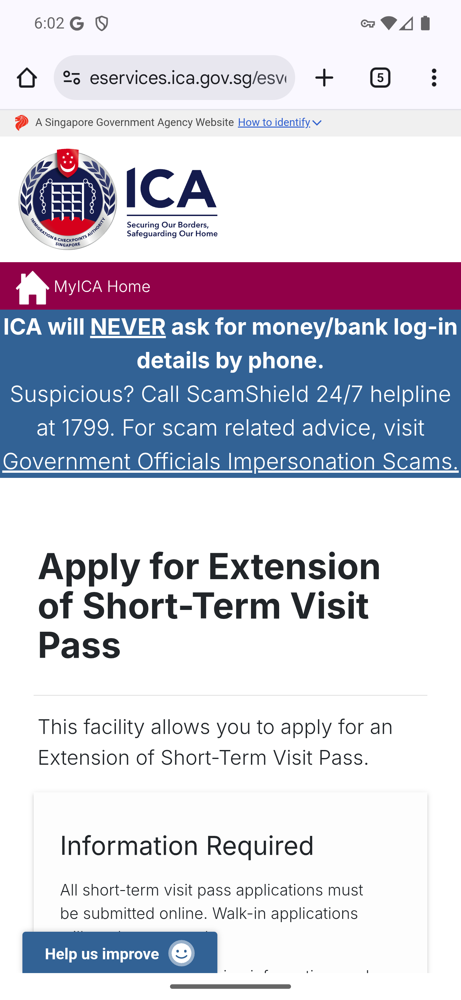 6:02
eservices.ica.gov.sg/esv
5
A Singapore Government Agency Website How to identify
IMMIGRATION & CHECKPOINTS AUTHORITY
SINGAPORE
ICA
Securing Our Borders,
Safeguarding Our Home
MyICA Home
ICA will NEVER ask for money/bank log-in
details by phone.
Suspicious? Call ScamShield 24/7 helpline
at 1799. For scam related advice, visit
Government Officials Impersonation Scams.
Apply for Extension
of Short-Term Visit
Pass
This facility allows you to apply for an
Extension of Short-Term Visit Pass.
Information Required
All short-term visit pass applications must
be submitted online. Walk-in applications
Help us improve